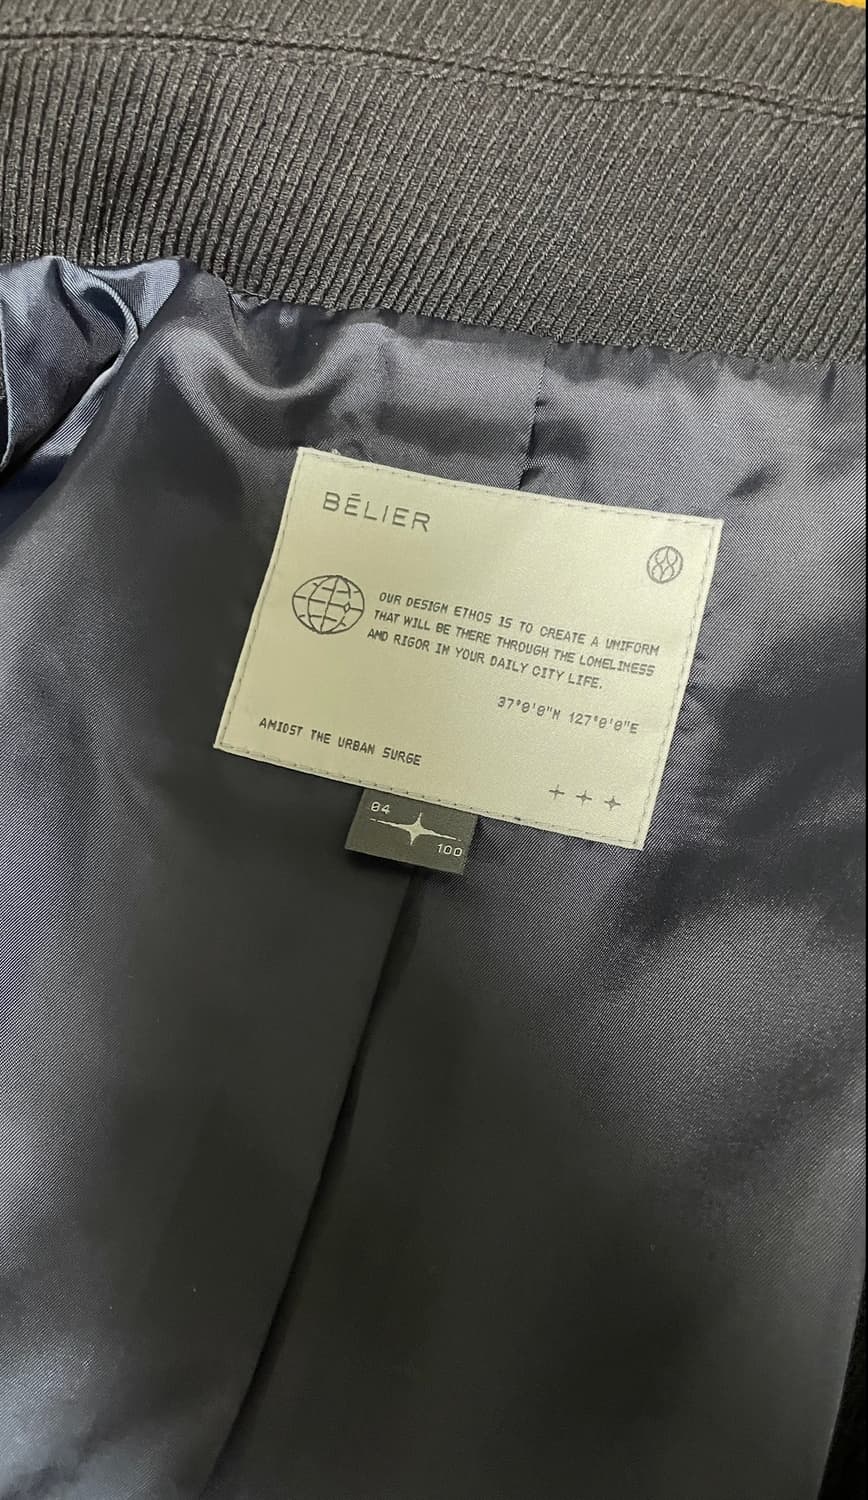 BÉLIER
OUR DESIGN ETHOS IS TO CREATE A UNIFORM
THAT WILL BE THERE THROUGH THE LONELINESS
AND RIGOR IN YOUR DAILY CITY LIFE.
37°0'0"N 127°0'0"E
AMIDST THE URBAN SURGE
04
100